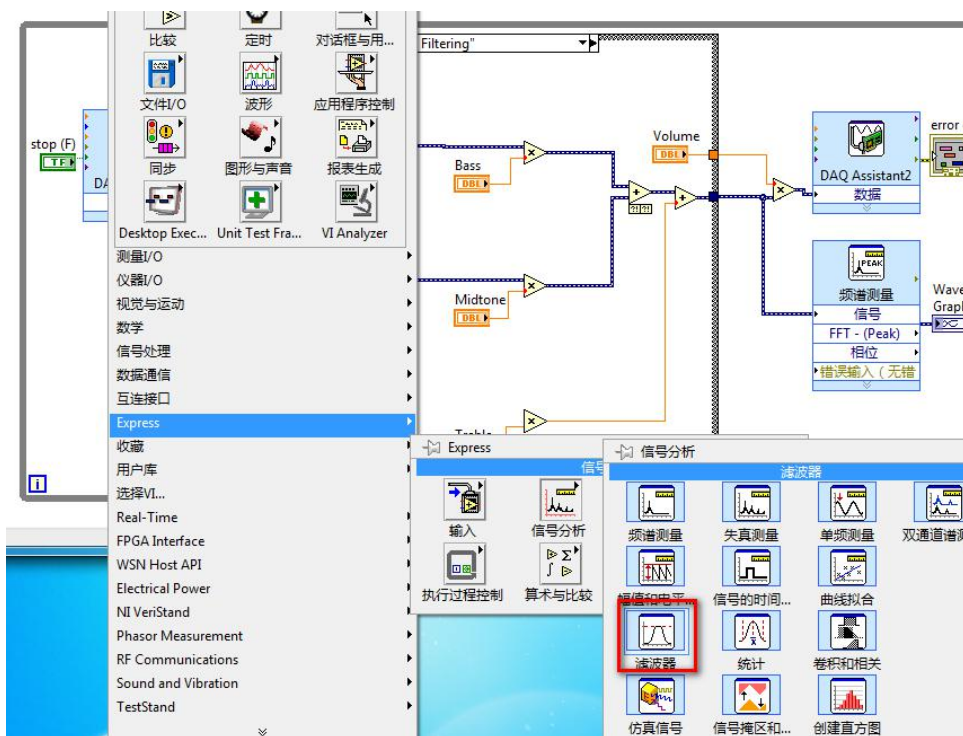 比较
定时
对话框与用...
文件I/O
波形
应用程序控制
同步
图形与声音
报表生成
Desktop Exec...
Unit Test Fra...
VI Analyzer
测量I/O
仪器I/O
视觉与运动
数学
信号处理
数据通信
互连接口
Express
收藏
用户库
选择VI...
Real-Time
FPGA Interface
WSN Host API
Electrical Power
NI VeriStand
Phasor Measurement
RF Communications
Sound and Vibration
TestStand
stop (F)
TF
DA
i
Filtering"
Bass
DBL
Midtone
DBL
Volume
DBL
DAQ Assistant2
数据
error
PEAK
频谱测量
信号
FFT - (Peak)
相位
错误输入（无错
Wave
Grap
Express
输入
信号分析
执行过程控制
算术与比较
信号分析
滤波器
频谱测量
失真测量
单频测量
双通道谱测
幅值和电平...
信号的时间...
曲线拟合
滤波器
统计
卷积和相关
仿真信号
信号掩区和...
创建直方图